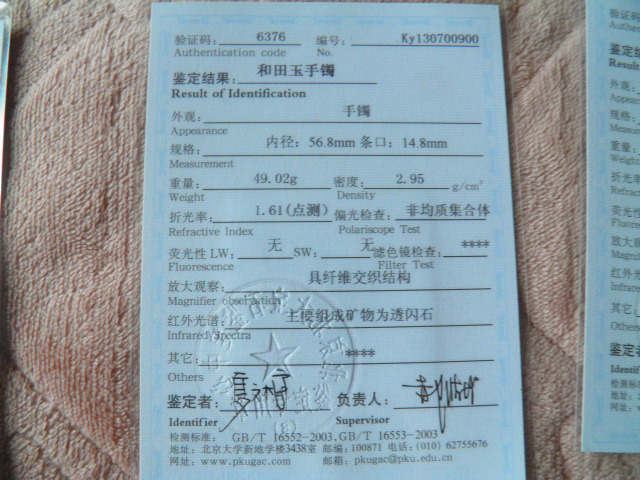 验证码: 6376 编号: Ky130700900
Authentication code No.
鉴定结果: 和田玉手镯
Result of Identification
外观: 手镯
Appearance
规格: 内径: 56.8mm 条口: 14.8mm
Measurement
重量: 49.02g 密度: 2.95 g/cm³
Weight Density
折光率: 1.61(点测) 偏光检查: 非均质集合体
Refractive Index Polariscope Test
荧光性 LW: 无 SW: 无 滤色镜检查: ****
Fluorescence Filter Test
放大观察: 具纤维交织结构
Magnifier observation
红外光谱: 主要组成矿物为透闪石
Infrared Spectra
其它: ****
Others
鉴定者: 负责人:
Identifier Supervisor
检测标准: GB/T 16552-2003,GB/T 16553-2003
地址: 北京大学新地学楼3438室 邮编: 100871 电话: (010) 62755676
网址: www.pkugac.com 邮箱: pkugac@pku.edu.cn